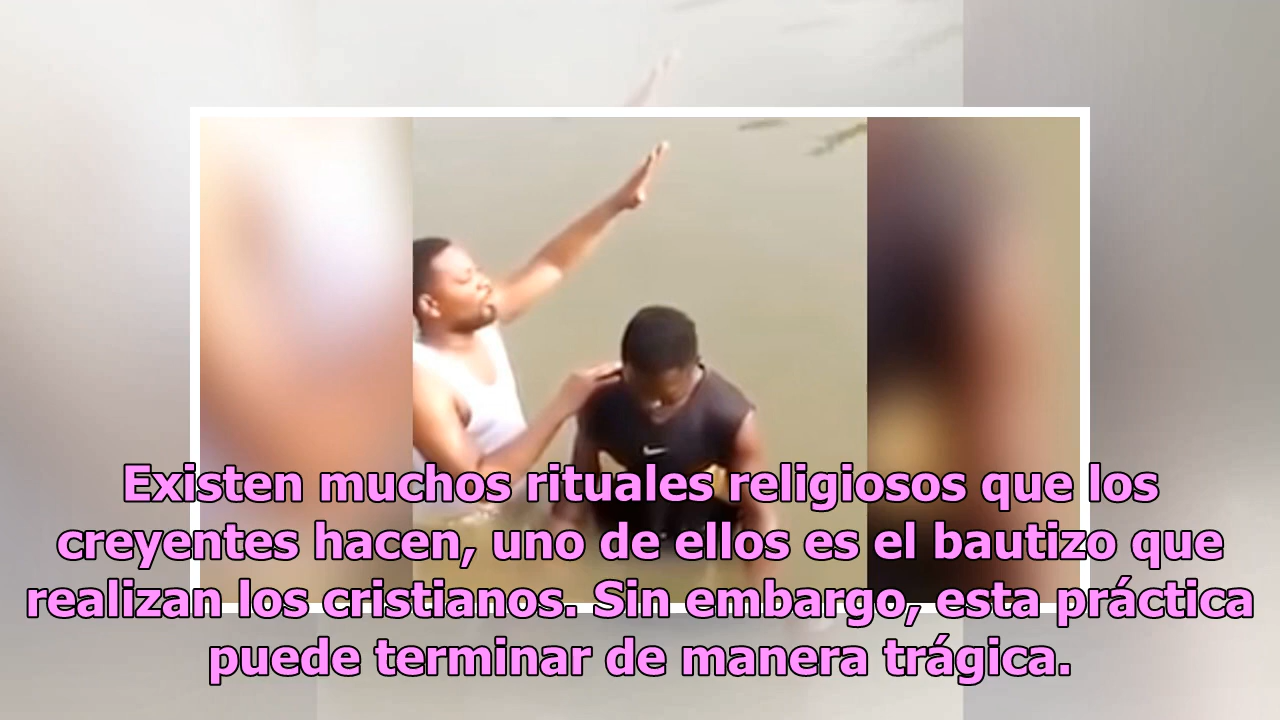 Existen muchos rituales religiosos que los
creyentes hacen, uno de ellos es el bautizo que
realizan los cristianos. Sin embargo, esta práctica
puede terminar de manera trágica.